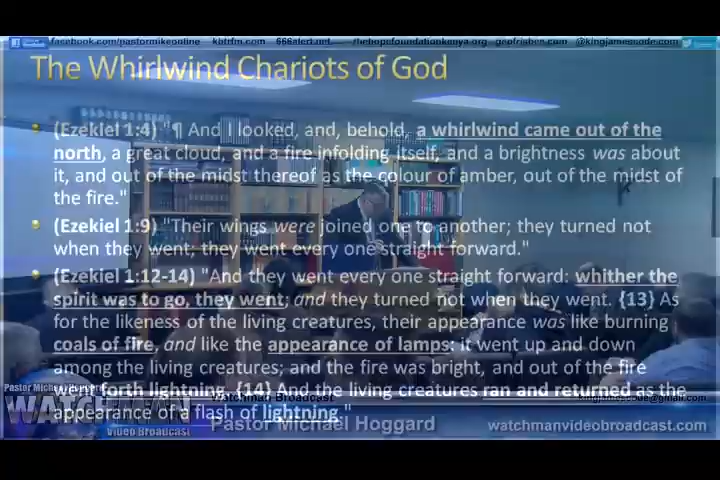 facebook.com/pastormikeonline kbtrfm.com 666alert.net thehopefoundationkenya.org @kingjamescode.com
The Whirlwind Chariots of God
(Ezekiel 1:4) "¶ And I looked, and, behold, a whirlwind came out of the
north, a great cloud, and a fire infolding itself, and a brightness was about
it, and out of the midst thereof as the colour of amber, out of the midst of
the fire."
(Ezekiel 1:9) "Their wings were joined one to another; they turned not
when they went; they went every one straight forward."
(Ezekiel 1:12-14) "And they went every one straight forward: whither the
spirit was to go, they went; and they turned not when they went. {13} As
for the likeness of the living creatures, their appearance was like burning
coals of fire, and like the appearance of lamps: it went up and down
among the living creatures; and the fire was bright, and out of the fire
went forth lightning. {14} And the living creatures ran and returned as the
appearance of a flash of lightning."
Watchman Broadcast
kingjamescode@gmail.com
WATCHMAN
Video Broadcast
Pastor Michael Hoggard
watchmanvideobroadcast.com